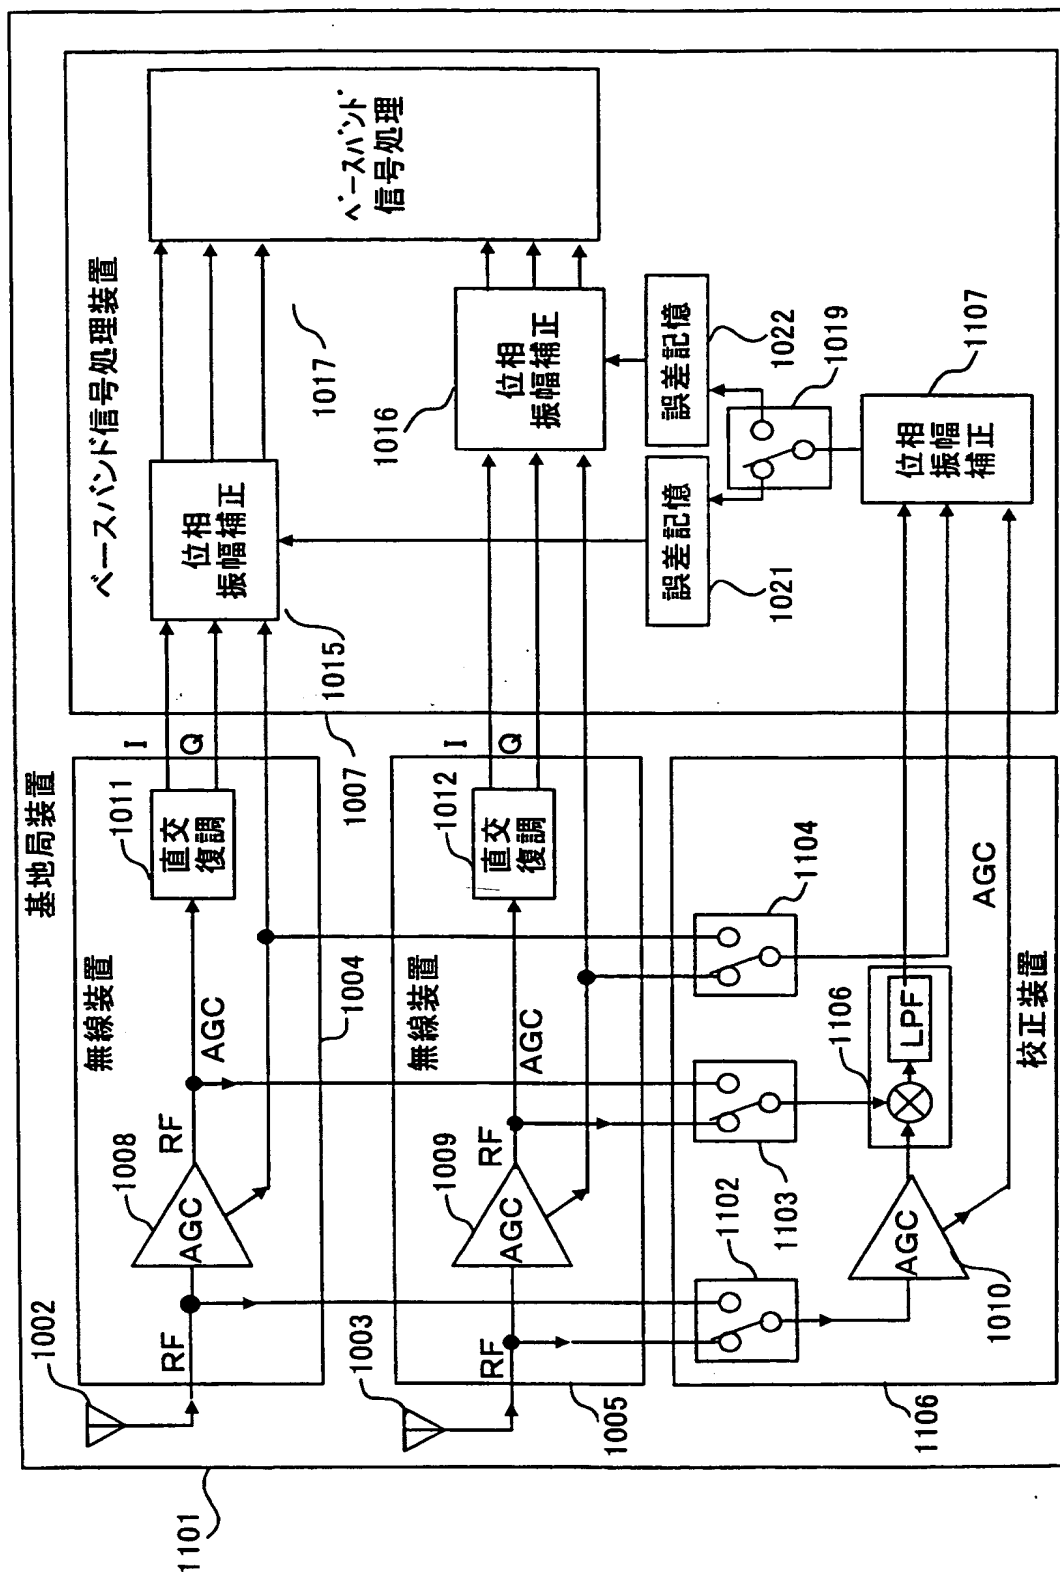 1101
基地局装置
1002
RF
1008
AGC
RF
AGC
無線装置
1004
1011
直交
復調
I
Q
1003
RF
1009
AGC
RF
AGC
無線装置
1005
1012
直交
復調
I
Q
1007
ベースバンド信号処理装置
1015
位相
振幅補正
1017
1016
位相
振幅補正
ベースバンド
信号処理
1021
誤差記憶
1022
誤差記憶
1019
1107
位相
振幅
補正
1102
1103
1104
1106
LPF
AGC
1010
AGC
校正装置
1106